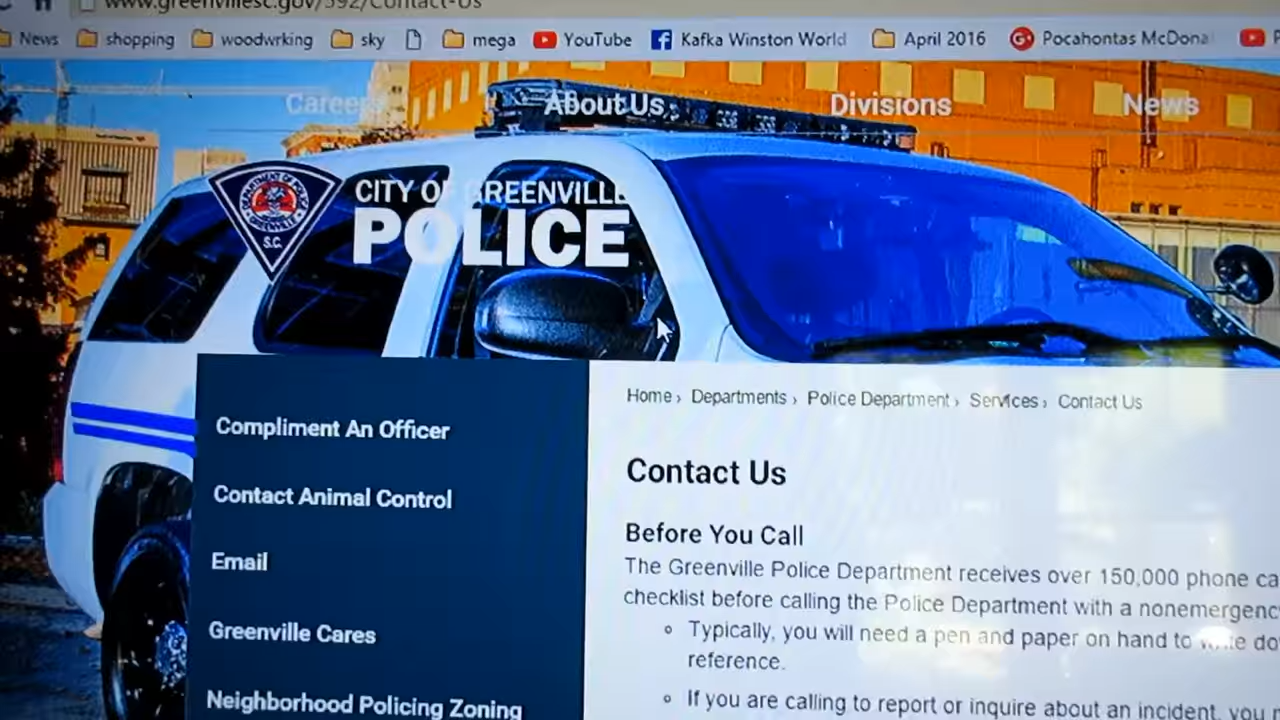 www.greenvillesc.gov/592/Contact-Us
News shopping woodwrking sky mega YouTube Kafka Winston World April 2016 Pocahontas McDona
Careers About Us Divisions News
CITY OF GREENVILLE
POLICE
GREENVILLE
S.C.
Compliment An Officer
Contact Animal Control
Email
Greenville Cares
Neighborhood Policing Zoning
Home › Departments › Police Department › Services › Contact Us
Contact Us
Before You Call
The Greenville Police Department receives over 150,000 phone ca
checklist before calling the Police Department with a nonemergenc
Typically, you will need a pen and paper on hand to write do
reference.
If you are calling to report or inquire about an incident, you